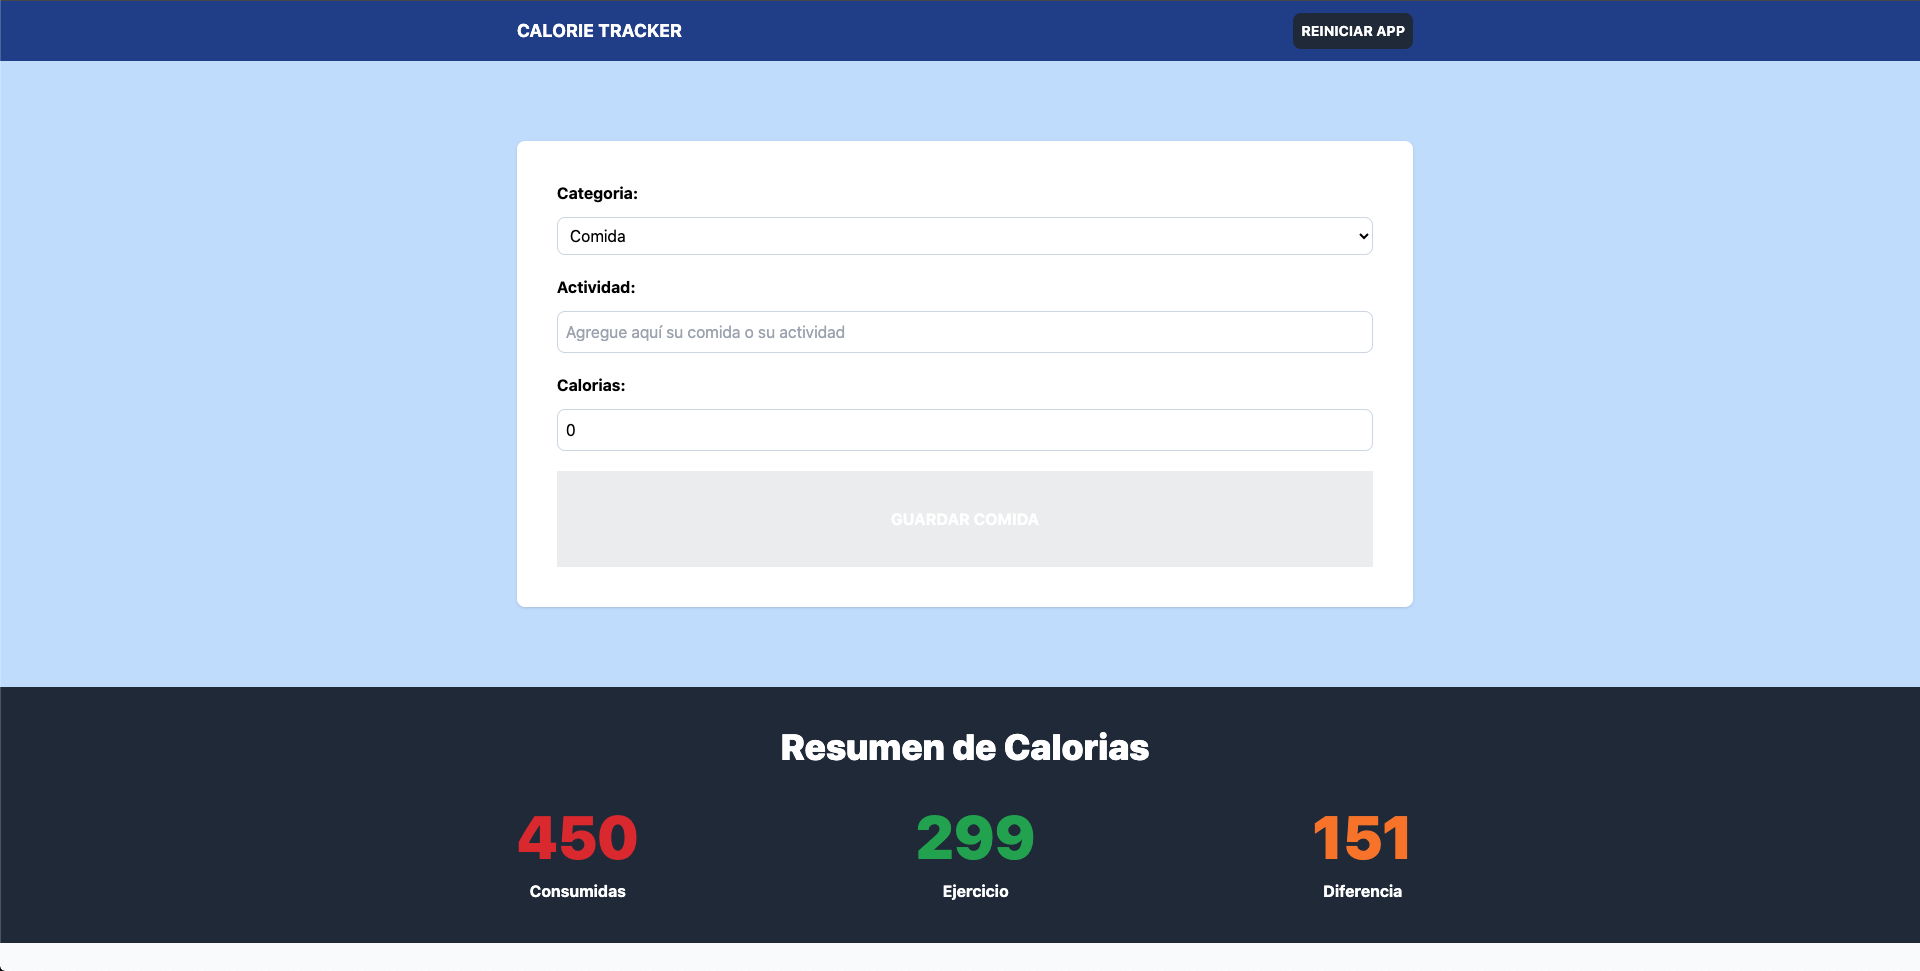 CALORIE TRACKER
REINICIAR APP
Categoria:
Comida
Actividad:
Agregue aquí su comida o su actividad
Calorias:
0
GUARDAR COMIDA
Resumen de Calorias
450
Consumidas
299
Ejercicio
151
Diferencia